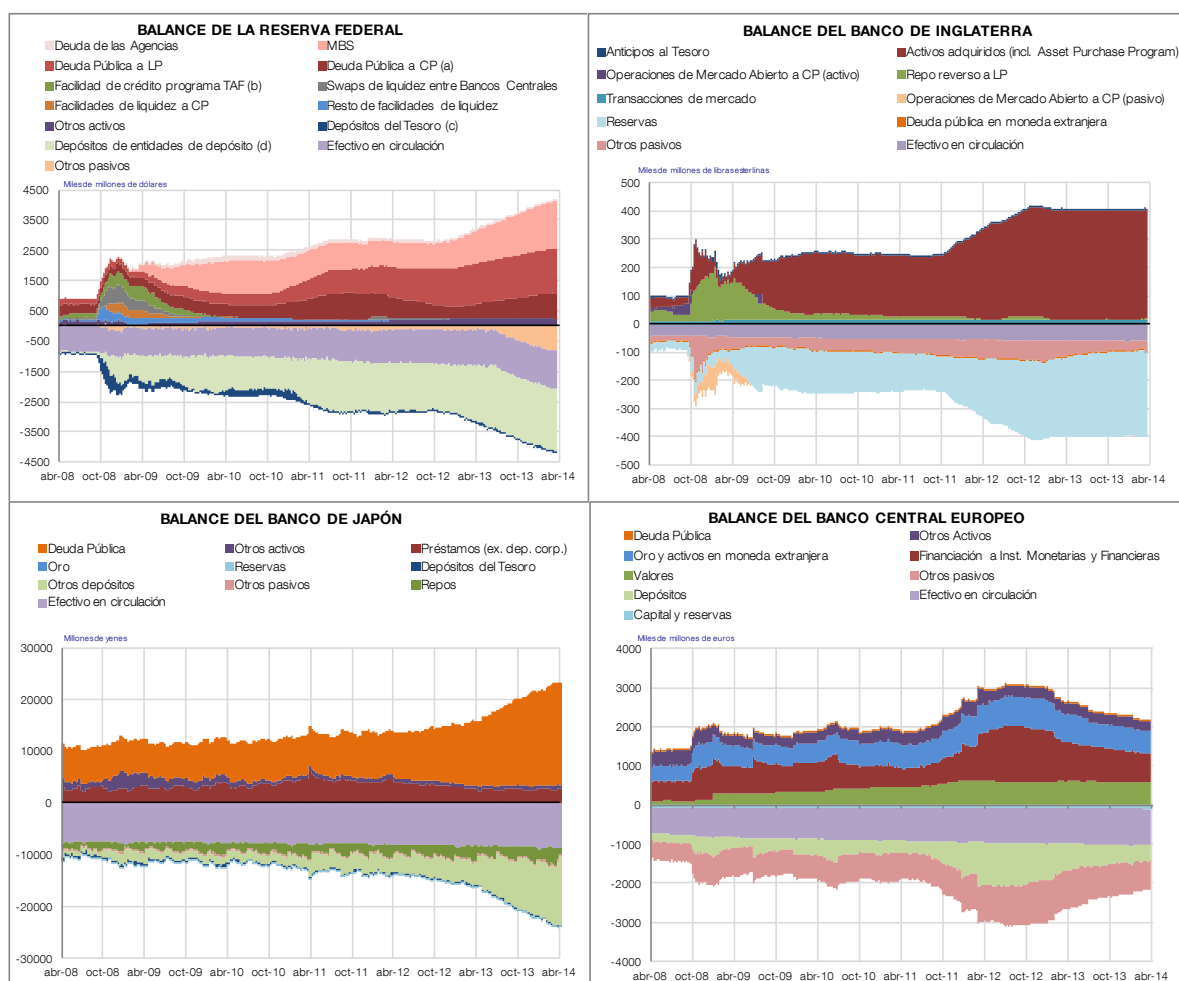 BALANCE DE LA RESERVA FEDERAL
Deuda de las Agencias
MBS
Deuda Pública a LP
Deuda Pública a CP (a)
Facilidad de crédito programa TAF (b)
Swaps de liquidez entre Bancos Centrales
Facilidades de liquidez a CP
Resto de facilidades de liquidez
Otros activos
Depósitos del Tesoro (c)
Depósitos de entidades de depósito (d)
Efectivo en circulación
Otros pasivos
Miles de millones de dólares
4500
3500
2500
1500
500
-500
-1500
-2500
-3500
-4500
abr-08 oct-08 abr-09 oct-09 abr-10 oct-10 abr-11 oct-11 abr-12 oct-12 abr-13 oct-13 abr-14
BALANCE DEL BANCO DE INGLATERRA
Anticipos al Tesoro
Activos adquiridos (incl. Asset Purchase Program)
Operaciones de Mercado Abierto a CP (activo)
Repo reverso a LP
Transacciones de mercado
Operaciones de Mercado Abierto a CP (pasivo)
Reservas
Deuda pública en moneda extranjera
Otros pasivos
Efectivo en circulación
Miles de millones de libras esterlinas
500
400
300
200
100
0
-100
-200
-300
-400
-500
abr-08 oct-08 abr-09 oct-09 abr-10 oct-10 abr-11 oct-11 abr-12 oct-12 abr-13 oct-13 abr-14
BALANCE DEL BANCO DE JAPÓN
Deuda Pública
Otros activos
Préstamos (ex. dep. corp.)
Oro
Reservas
Depósitos del Tesoro
Otros depósitos
Otros pasivos
Repos
Efectivo en circulación
Millones de yenes
30000
20000
10000
0
-10000
-20000
-30000
abr-08 oct-08 abr-09 oct-09 abr-10 oct-10 abr-11 oct-11 abr-12 oct-12 abr-13 oct-13 abr-14
BALANCE DEL BANCO CENTRAL EUROPEO
Deuda Pública
Otros Activos
Oro y activos en moneda extranjera
Financiación a Inst. Monetarias y Financieras
Valores
Otros pasivos
Depósitos
Efectivo en circulación
Capital y reservas
Miles de millones de euros
4000
3000
2000
1000
0
-1000
-2000
-3000
-4000
abr-08 oct-08 abr-09 oct-09 abr-10 oct-10 abr-11 oct-11 abr-12 oct-12 abr-13 oct-13 abr-14